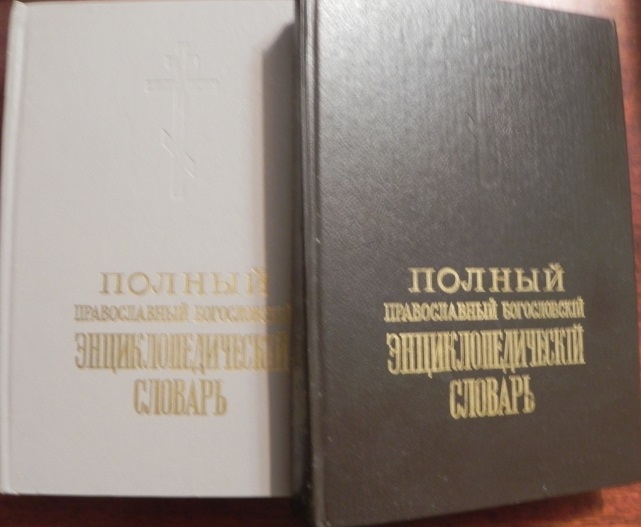 ПОЛНЫЙ
ПРАВОСЛАВНЫЙ БОГОСЛОВСКІЙ
ЭНЦИКЛОПЕДИЧЕСКІЙ
СЛОВАРЬ
ПОЛНЫЙ
ПРАВОСЛАВНЫЙ БОГОСЛОВСКІЙ
ЭНЦИКЛОПЕДИЧЕСКІЙ
СЛОВАРЬ